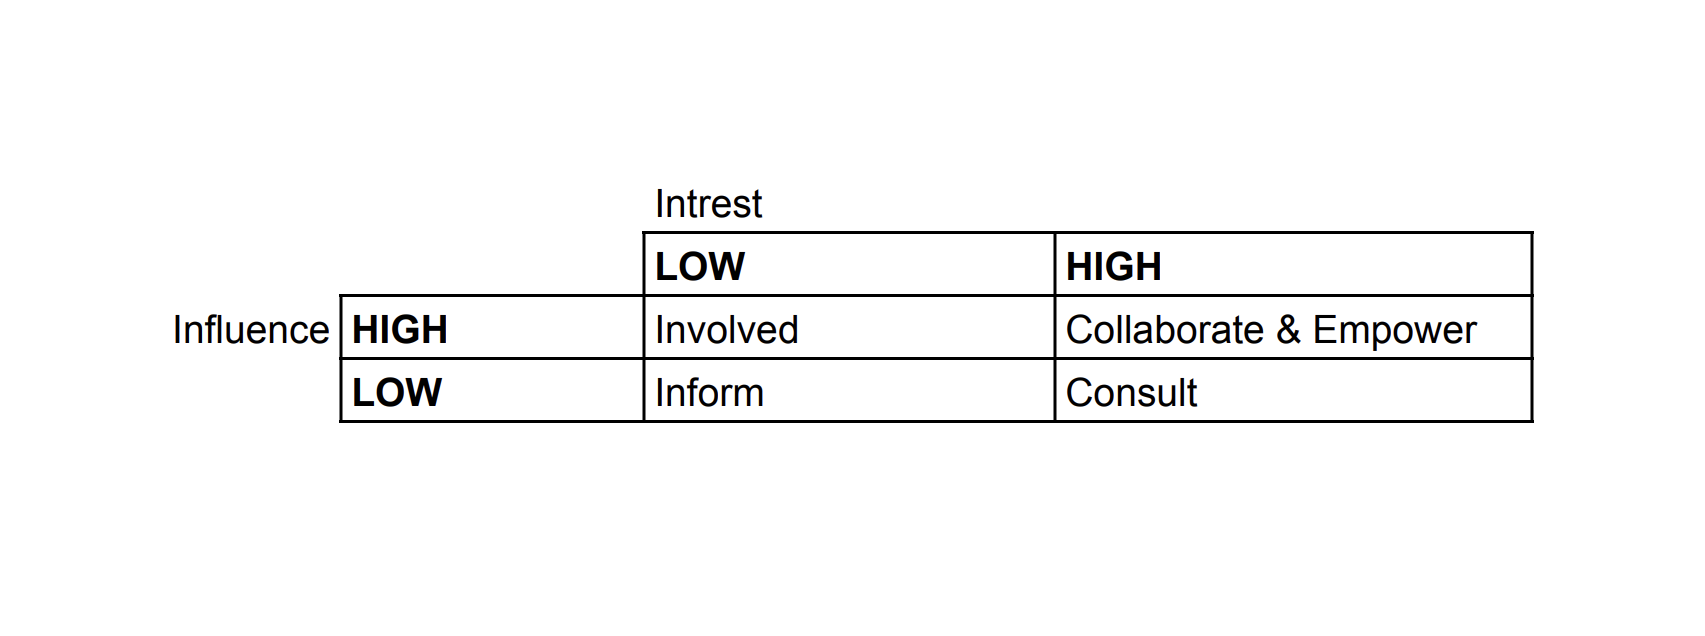 Intrest
LOW HIGH
Influence HIGH Involved Collaborate & Empower
LOW Inform Consult